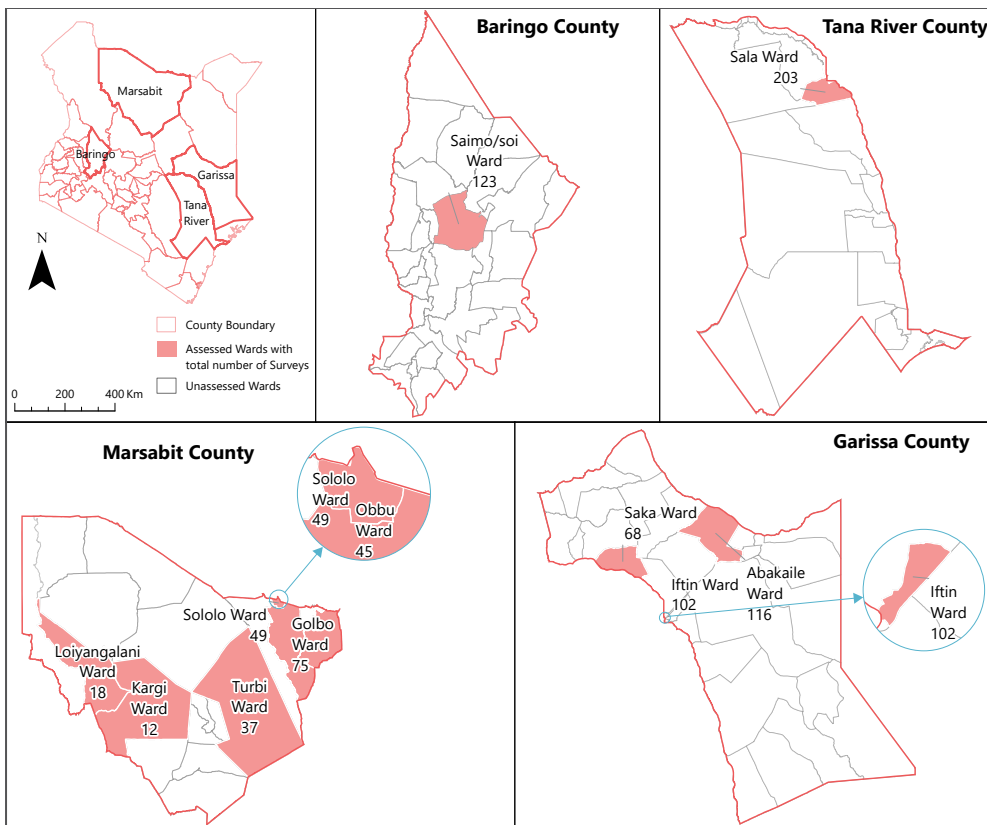 Marsabit
Baringo
Garissa
Tana
River
N
County Boundary
Assessed Wards with
total number of Surveys
Unassessed Wards
0
200
400 Km
Baringo County
Saimo/soi
Ward
123
Tana River County
Sala Ward
203
Marsabit County
Sololo
Ward
49
Obbu
Ward
45
Sololo Ward
49
Golbo
Ward
75
Loiyangalani
Ward
18
Kargi
Ward
12
Turbi
Ward
37
Garissa County
Saka Ward
68
Iftin Ward
102
Abakaile
Ward
116
Iftin
Ward
102